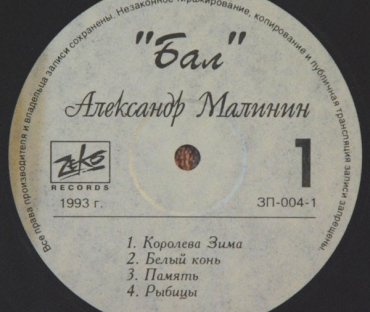 Все права производителя и владельца записи сохранены. Незаконное тиражирование, копирование и публичная трансляция записи запрещены.
"Бал"
Александр Малинин
ZEKO
RECORDS
1
1993 г.
ЗП-004-1
1. Королева Зима
2. Белый конь
3. Память
4. Рыбицы